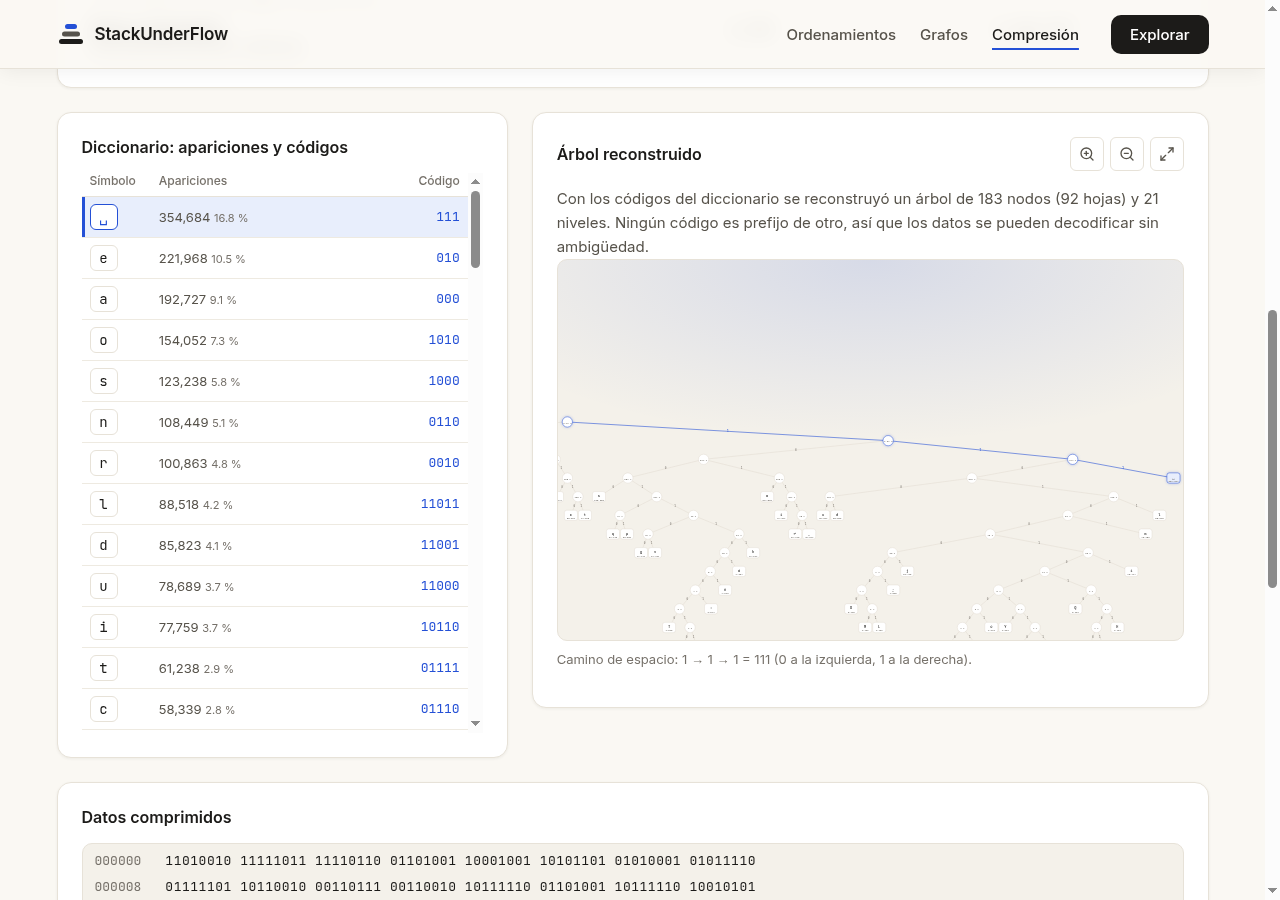 StackUnderFlow
Ordenamientos Grafos Compresión Explorar
Diccionario: apariciones y códigos
Símbolo Apariciones Código
␣ 354,684 16.8 % 111
e 221,968 10.5 % 010
a 192,727 9.1 % 000
o 154,052 7.3 % 1010
s 123,238 5.8 % 1000
n 108,449 5.1 % 0110
r 100,863 4.8 % 0010
l 88,518 4.2 % 11011
d 85,823 4.1 % 11001
u 78,689 3.7 % 11000
i 77,759 3.7 % 10110
t 61,238 2.9 % 01111
c 58,339 2.8 % 01110
Árbol reconstruido
Con los códigos del diccionario se reconstruyó un árbol de 183 nodos (92 hojas) y 21
niveles. Ningún código es prefijo de otro, así que los datos se pueden decodificar sin
ambigüedad.
Camino de espacio: 1 → 1 → 1 = 111 (0 a la izquierda, 1 a la derecha).
Datos comprimidos
000000 11010010 11111011 11110110 01101001 10001001 10101101 01010001 01011110
000008 01111101 10110010 00110111 00110010 10111110 01101001 10111110 10010101